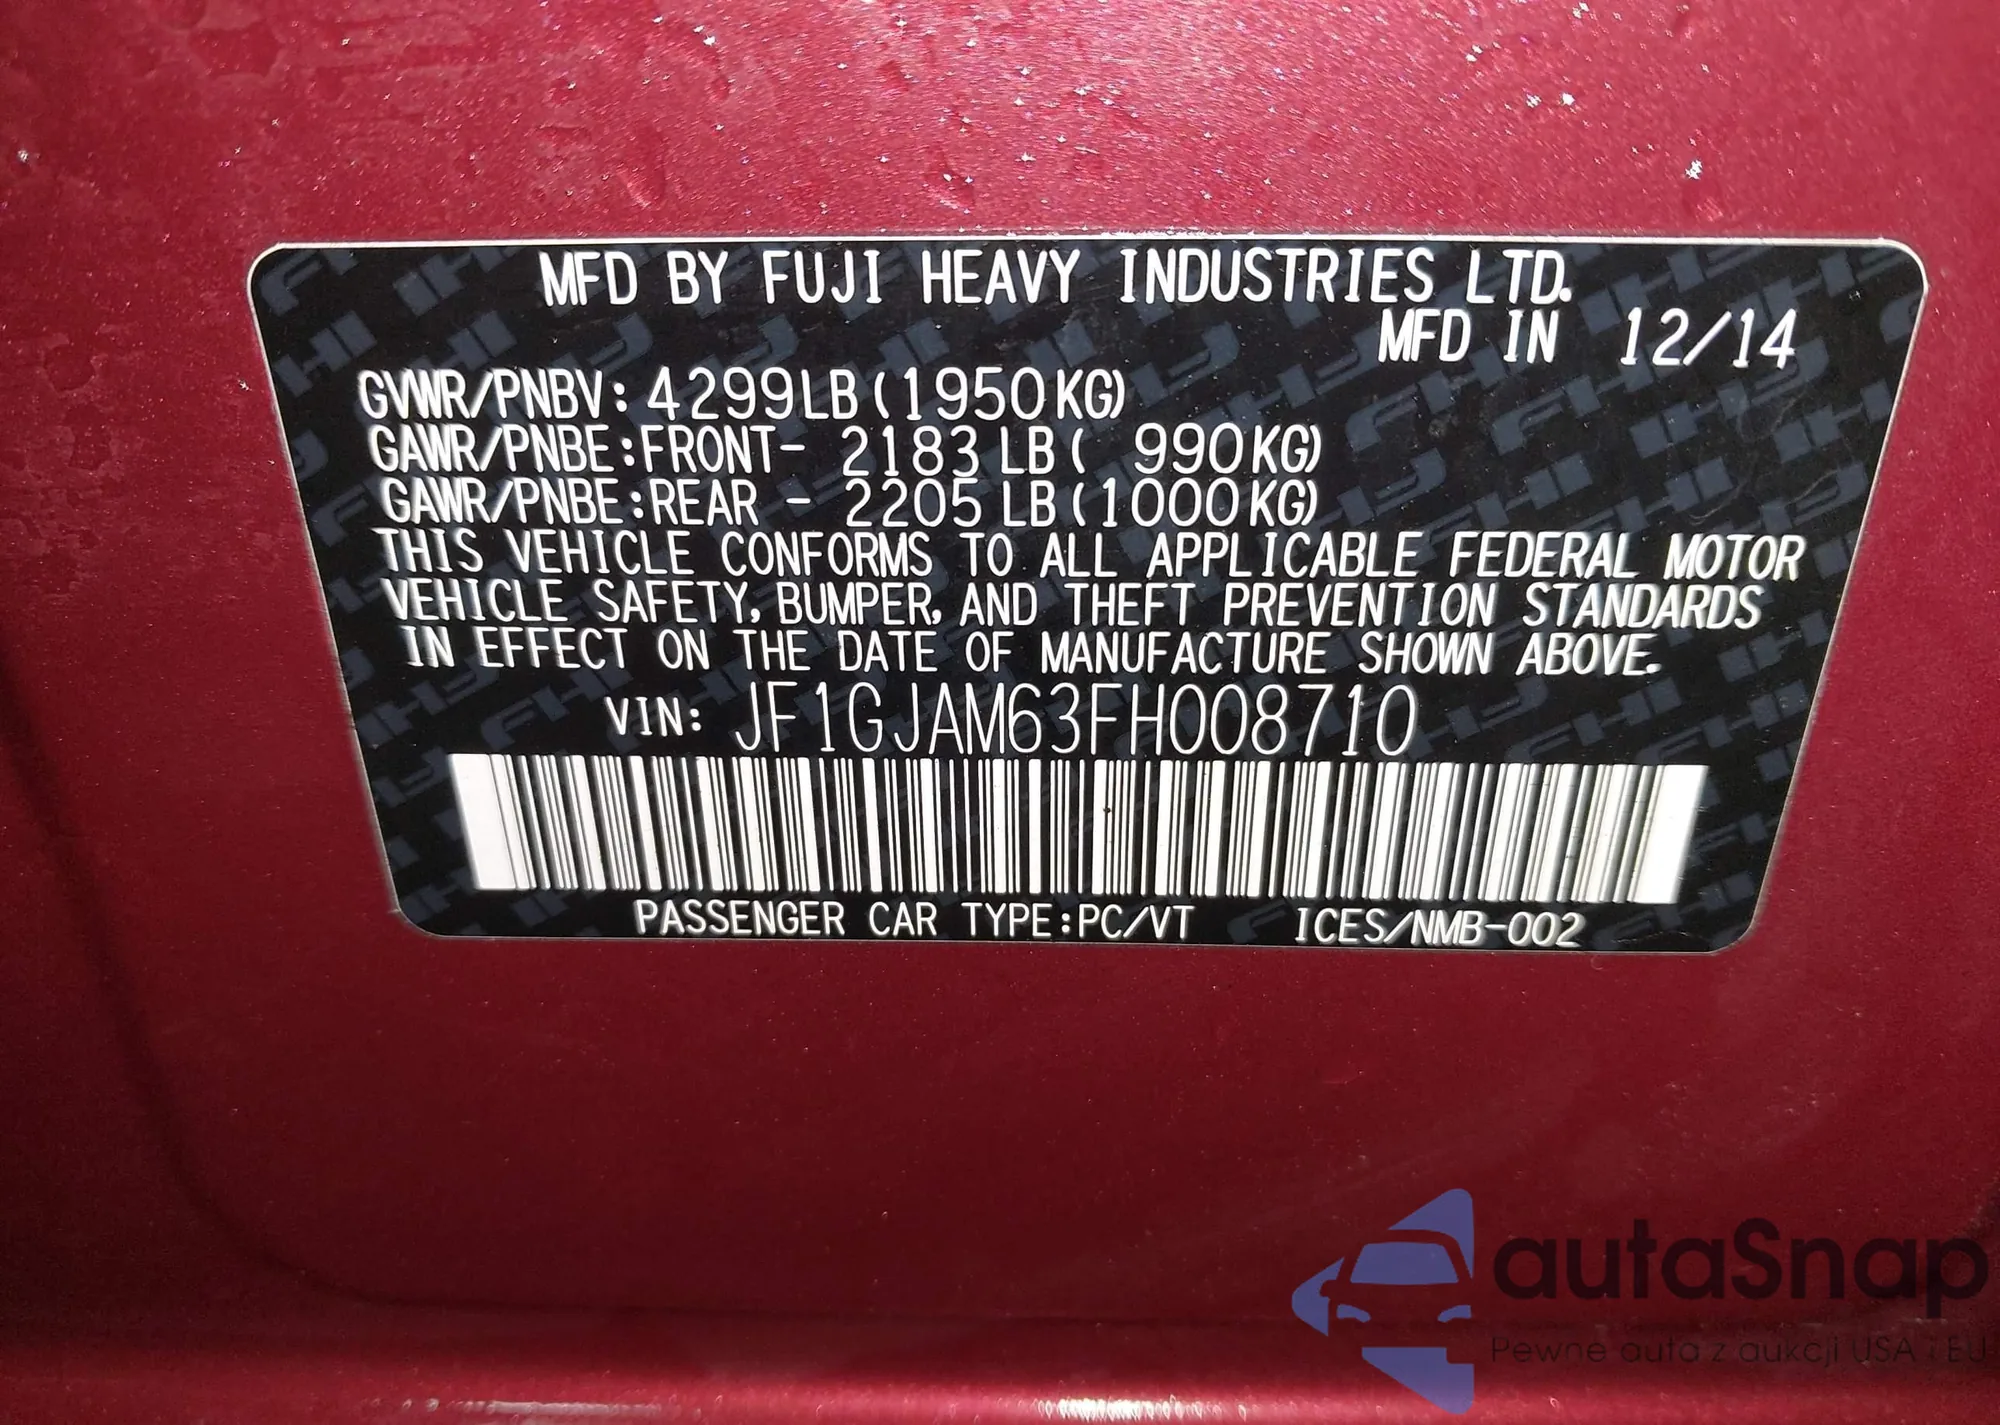 MFD BY FUJI HEAVY INDUSTRIES LTD.
MFD IN 12/14
GVWR/PNBV: 4299LB (1950KG)
GAWR/PNBE:FRONT- 2183 LB ( 990KG)
GAWR/PNBE:REAR - 2205 LB (1000KG)
THIS VEHICLE CONFORMS TO ALL APPLICABLE FEDERAL MOTOR
VEHICLE SAFETY, BUMPER, AND THEFT PREVENTION STANDARDS
IN EFFECT ON THE DATE OF MANUFACTURE SHOWN ABOVE.
VIN: JF1GJAM63FH008710
PASSENGER CAR TYPE:PC/VT ICES/NMB-002
autaSnap
Pewne auta z aukcji USA i EU